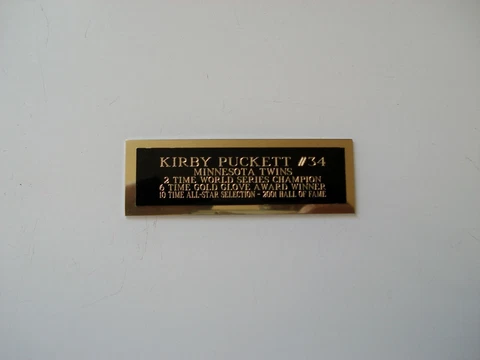 KIRBY PUCKETT #34
MINNESOTA TWINS
2 TIME WORLD SERIES CHAMPION
6 TIME GOLD GLOVE AWARD WINNER
10 TIME ALL-STAR SELECTION - 2001 HALL OF FAME